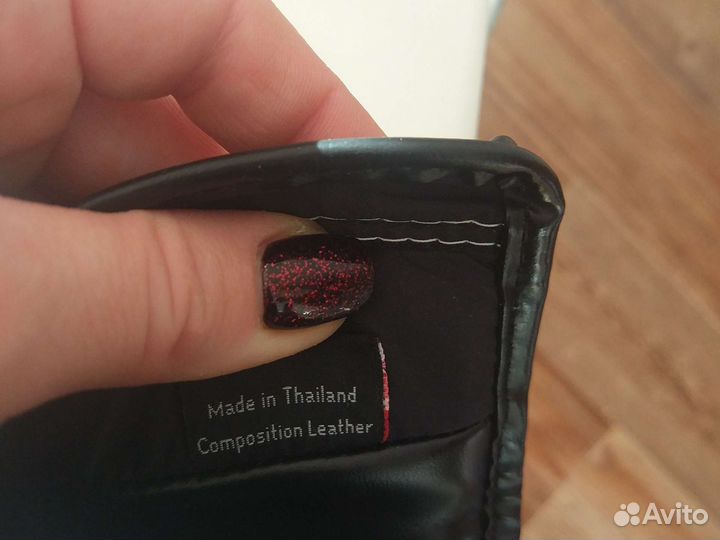 Made in Thailand
Composition Leather
Avito